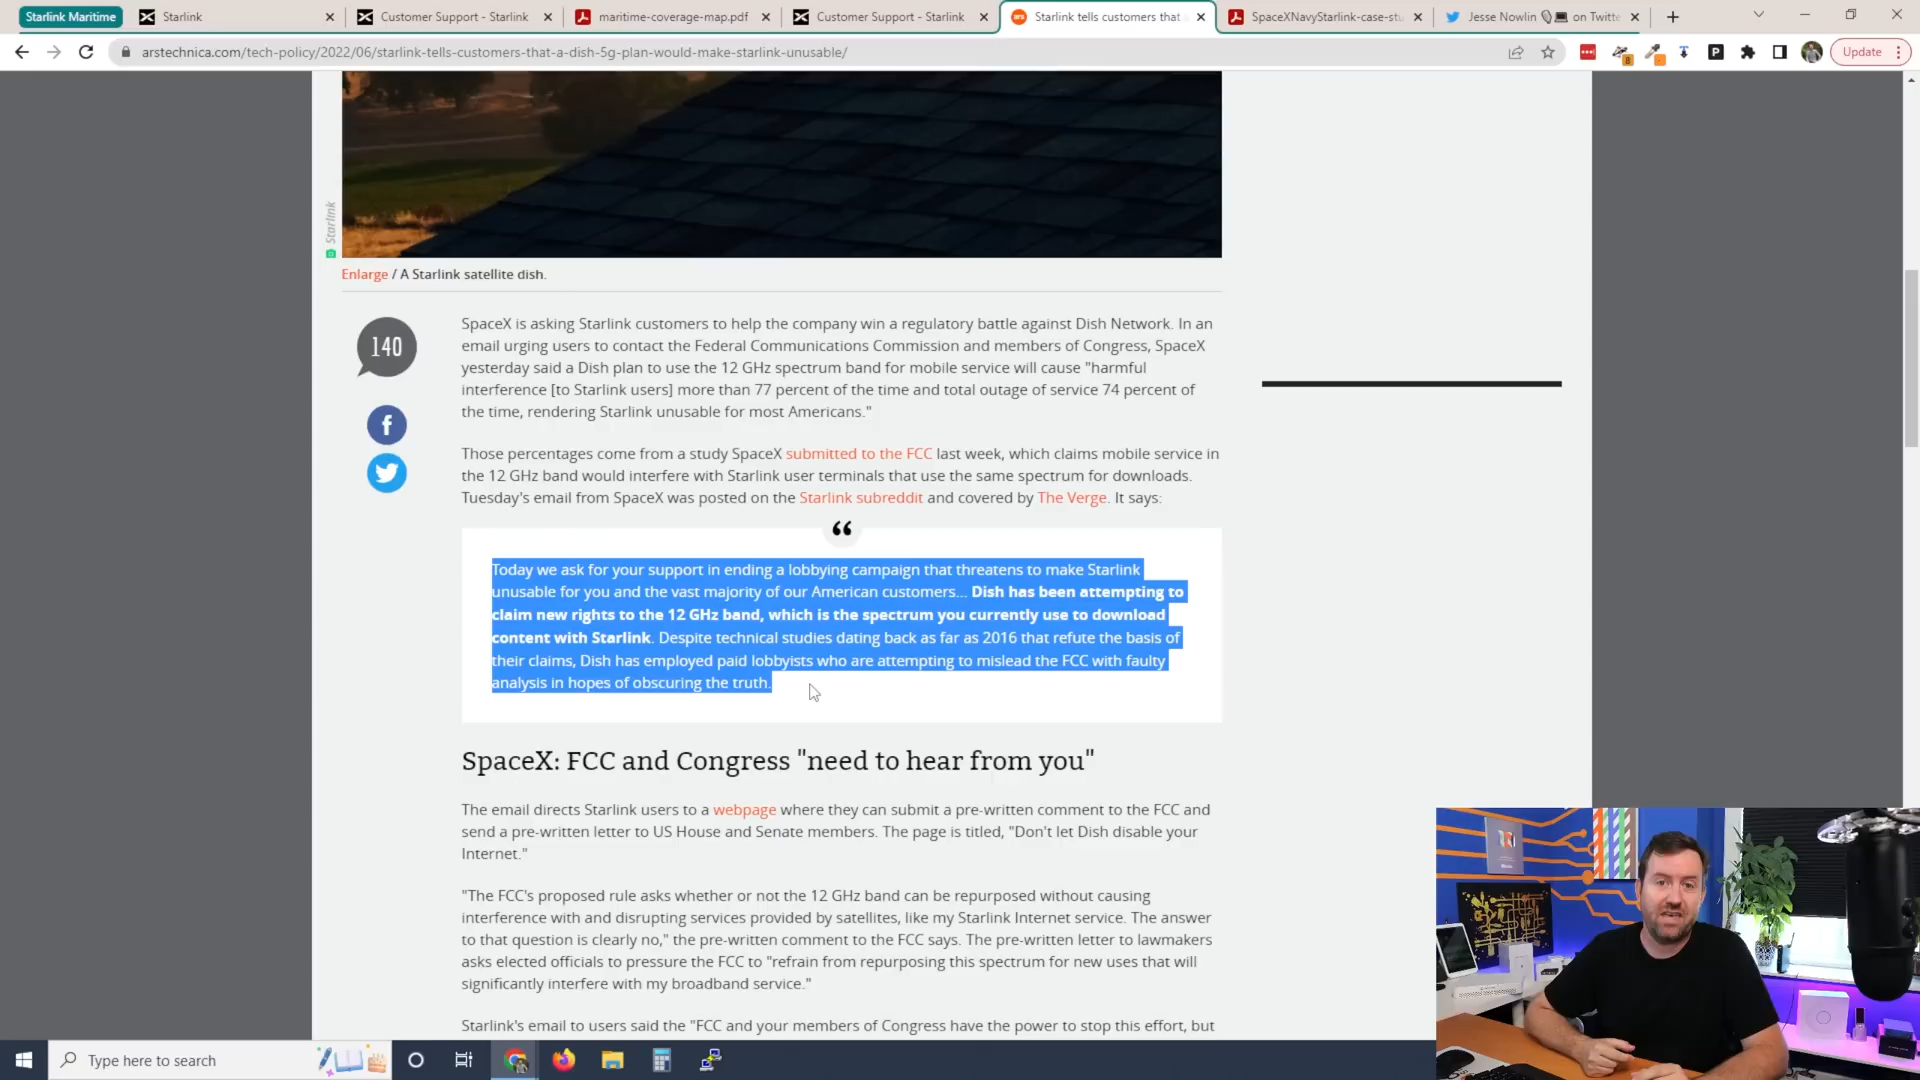 Starlink Maritime
Starlink
Customer Support - Starlink
maritime-coverage-map.pdf
Customer Support - Starlink
Starlink tells customers that
SpaceXNavyStarlink-case-stu
Jesse Nowlin
on Twitte
arstechnica.com/tech-policy/2022/06/starlink-tells-customers-that-a-dish-5g-plan-would-make-starlink-unusable/
8
P
Update
Starlink
Enlarge / A Starlink satellite dish.
140
SpaceX is asking Starlink customers to help the company win a regulatory battle against Dish Network. In an
email urging users to contact the Federal Communications Commission and members of Congress, SpaceX
yesterday said a Dish plan to use the 12 GHz spectrum band for mobile service will cause "harmful
interference [to Starlink users] more than 77 percent of the time and total outage of service 74 percent of
the time, rendering Starlink unusable for most Americans."
Those percentages come from a study SpaceX submitted to the FCC last week, which claims mobile service in
the 12 GHz band would interfere with Starlink user terminals that use the same spectrum for downloads.
Tuesday's email from SpaceX was posted on the Starlink subreddit and covered by The Verge. It says:
“
Today we ask for your support in ending a lobbying campaign that threatens to make Starlink
unusable for you and the vast majority of our American customers... Dish has been attempting to
claim new rights to the 12 GHz band, which is the spectrum you currently use to download
content with Starlink. Despite technical studies dating back as far as 2016 that refute the basis of
their claims, Dish has employed paid lobbyists who are attempting to mislead the FCC with faulty
analysis in hopes of obscuring the truth.
SpaceX: FCC and Congress "need to hear from you"
The email directs Starlink users to a webpage where they can submit a pre-written comment to the FCC and
send a pre-written letter to US House and Senate members. The page is titled, "Don't let Dish disable your
Internet."
"The FCC's proposed rule asks whether or not the 12 GHz band can be repurposed without causing
interference with and disrupting services provided by satellites, like my Starlink Internet service. The answer
to that question is clearly no," the pre-written comment to the FCC says. The pre-written letter to lawmakers
asks elected officials to pressure the FCC to "refrain from repurposing this spectrum for new uses that will
significantly interfere with my broadband service."
Starlink's email to users said the "FCC and your members of Congress have the power to stop this effort, but
Type here to search